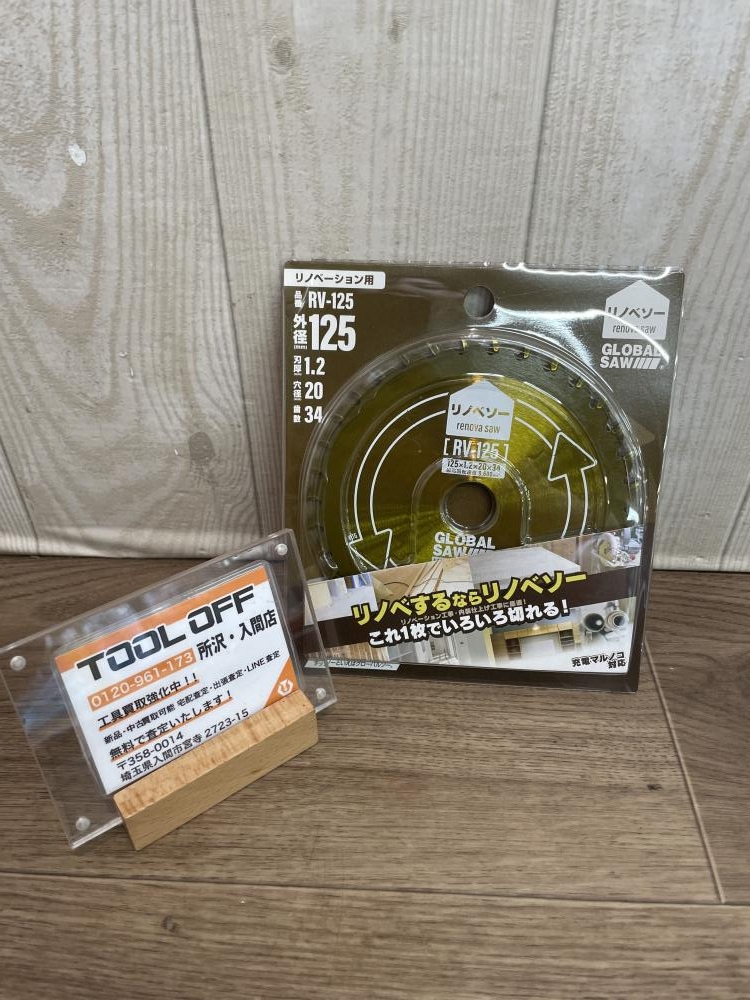 リノベーション用
品番 RV-125
外径(mm) 125
刃厚 1.2
穴径 20
歯数 34
リノベソー
renova saw
GLOBAL
SAW
リノベソー
renova saw
[ RV-125 ]
125×1.2×20×34
GLOBAL
SAW
リノベするならリノベソー
リノベーション工事・内装仕上げ工事に最適!
これ1枚でいろいろ切れる!
充電マルノコ
対応
TOOL OFF
0120-961-173 所沢・入間店
工具買取強化中!!
新品・中古買取可能 宅配査定・出張査定・LINE査定
無料で査定いたします!
〒358-0014
埼玉県入間市宮寺 2723-15